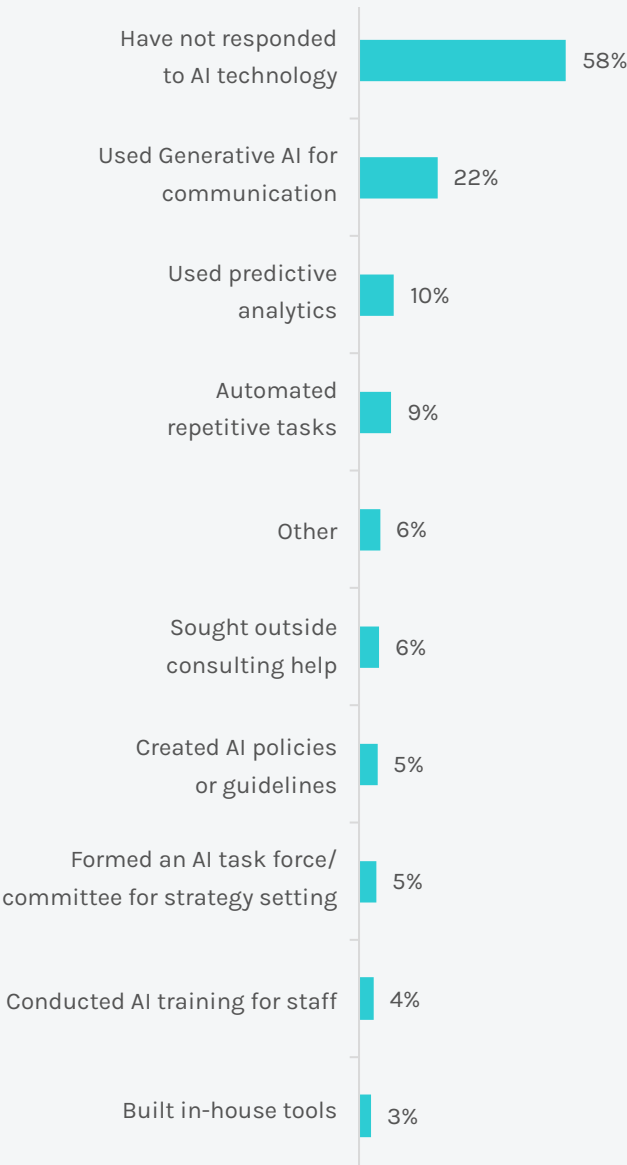 Have not responded
to AI technology
58%
Used Generative AI for
communication
22%
Used predictive
analytics
10%
Automated
repetitive tasks
9%
Other
6%
Sought outside
consulting help
6%
Created AI policies
or guidelines
5%
Formed an AI task force/
committee for strategy setting
5%
Conducted AI training for staff
4%
Built in-house tools
3%